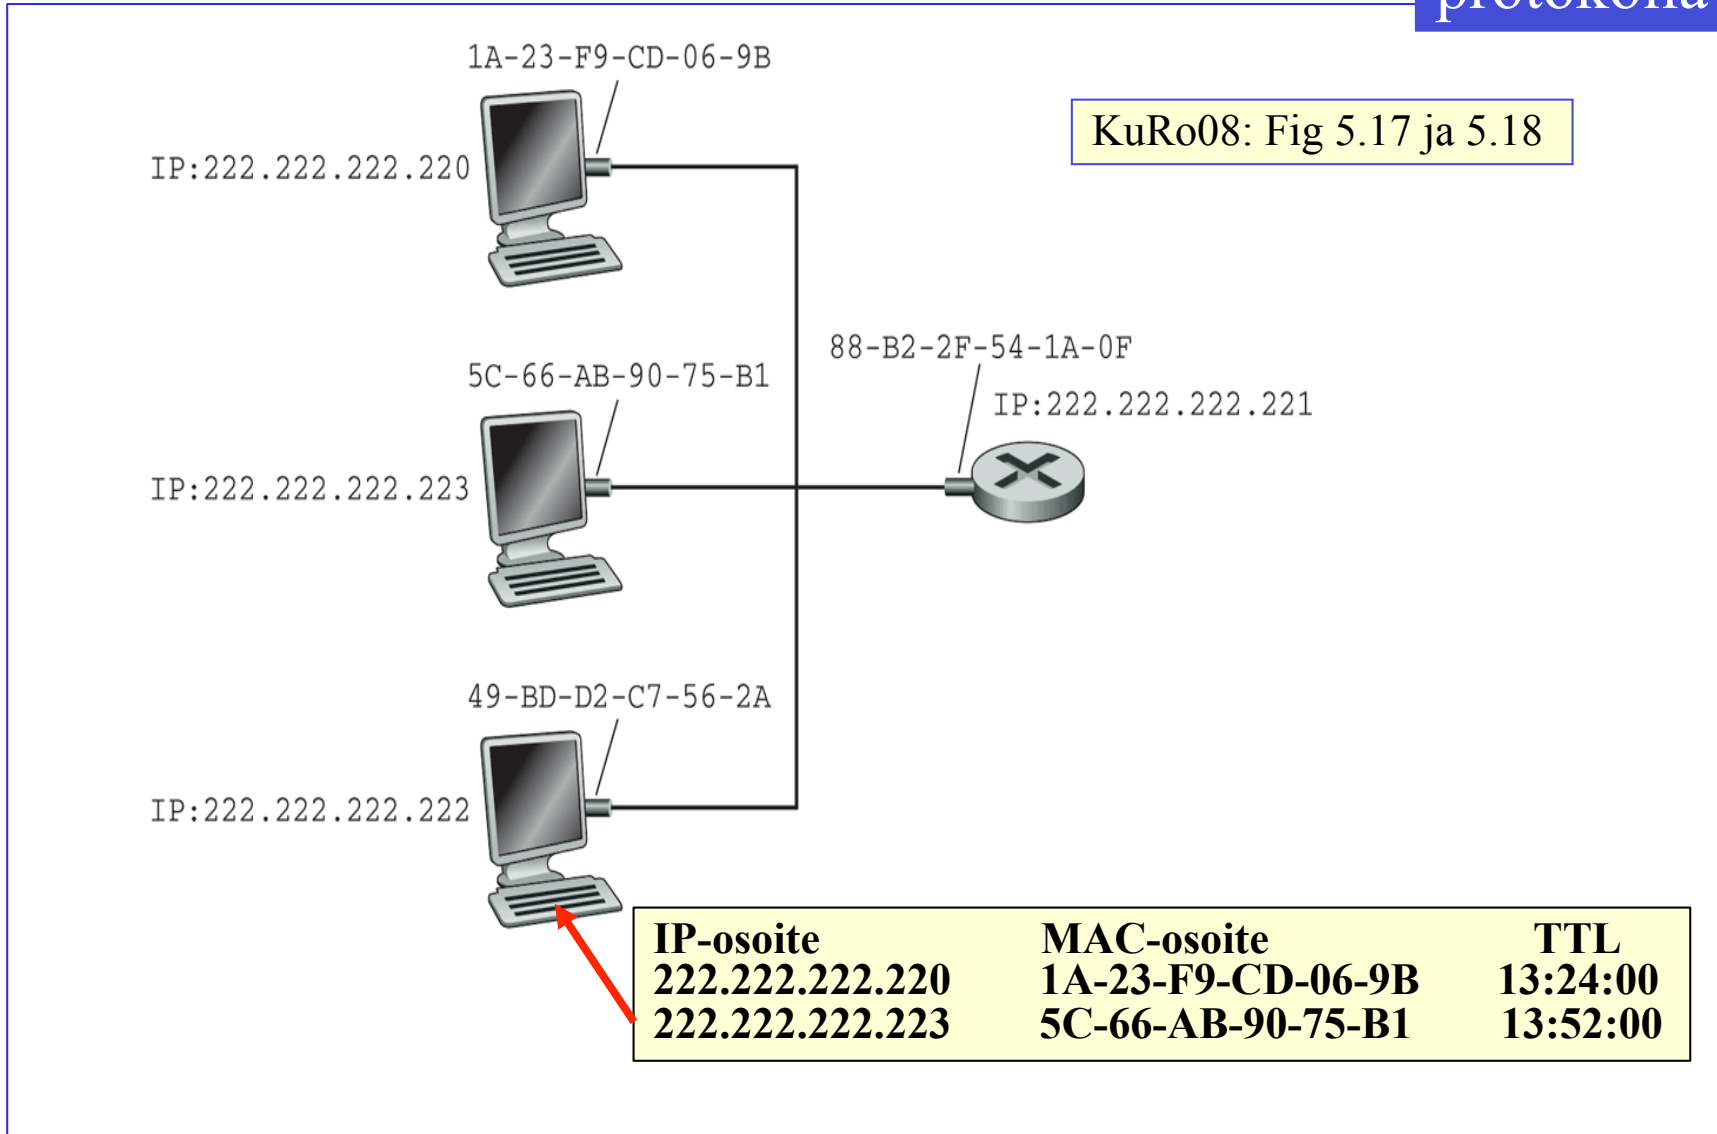 1A-23-F9-CD-06-9B
KuRo08: Fig 5.17 ja 5.18
IP:222.222.222.220
88-B2-2F-54-1A-0F
5C-66-AB-90-75-B1
IP:222.222.222.221
IP:222.222.222.223
49-BD-D2-C7-56-2A
IP:222.222.222.222
IP-osoite MAC-osoite TTL
222.222.222.220 1A-23-F9-CD-06-9B 13:24:00
222.222.222.223 5C-66-AB-90-75-B1 13:52:00